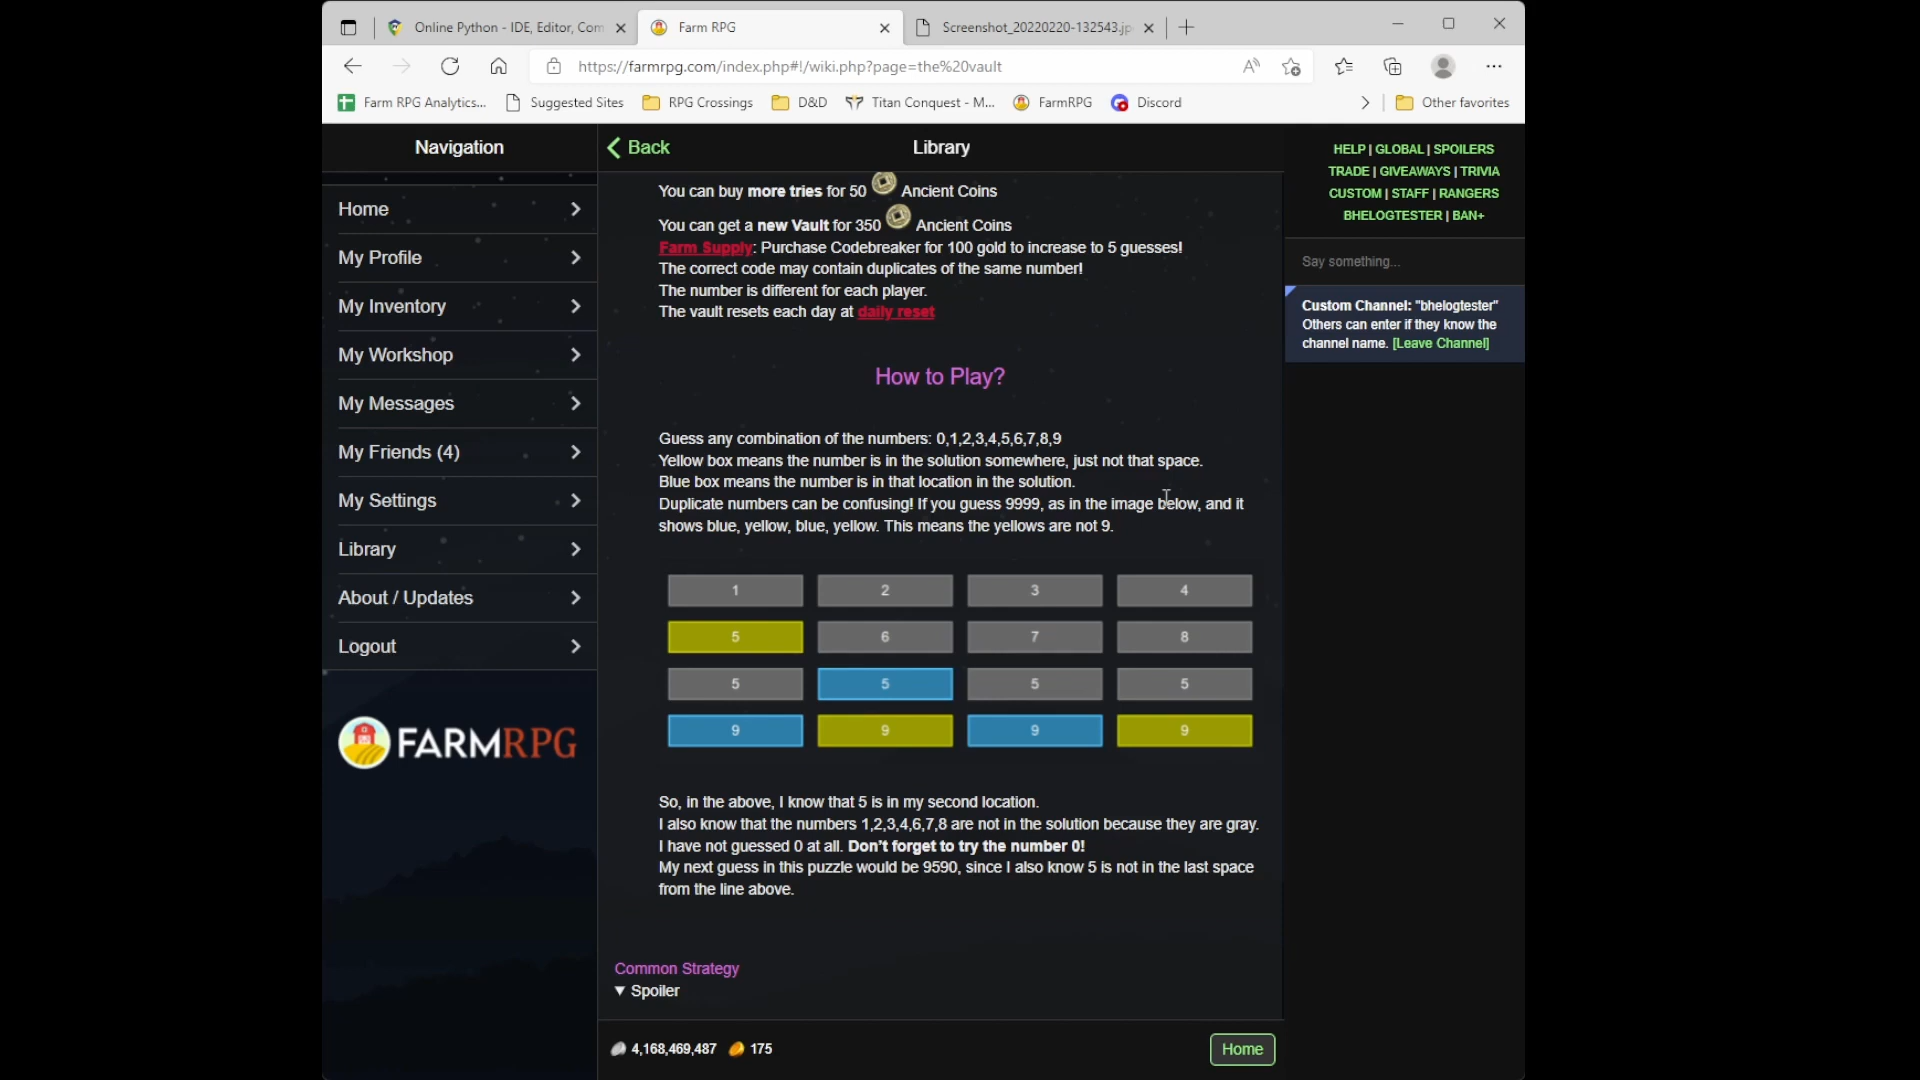 Online Python - IDE, Editor, Com
Farm RPG
Screenshot_20220220-132543.jp
https://farmrpg.com/index.php#!/wiki.php?page=the%20vault
Farm RPG Analytics...
Suggested Sites
RPG Crossings
D&D
Titan Conquest - M...
FarmRPG
Discord
Other favorites
Navigation
Home
My Profile
My Inventory
My Workshop
My Messages
My Friends (4)
My Settings
Library
About / Updates
Logout
FARMRPG
Back
Library
You can buy more tries for 50 Ancient Coins
You can get a new Vault for 350 Ancient Coins
Farm Supply: Purchase Codebreaker for 100 gold to increase to 5 guesses!
The correct code may contain duplicates of the same number!
The number is different for each player.
The vault resets each day at daily reset
How to Play?
Guess any combination of the numbers: 0,1,2,3,4,5,6,7,8,9
Yellow box means the number is in the solution somewhere, just not that space.
Blue box means the number is in that location in the solution.
Duplicate numbers can be confusing! If you guess 9999, as in the image below, and it
shows blue, yellow, blue, yellow. This means the yellows are not 9.
1 2 3 4
5 6 7 8
5 5 5 5
9 9 9 9
So, in the above, I know that 5 is in my second location.
I also know that the numbers 1,2,3,4,6,7,8 are not in the solution because they are gray.
I have not guessed 0 at all. Don't forget to try the number 0!
My next guess in this puzzle would be 9590, since I also know 5 is not in the last space
from the line above.
Common Strategy
▼ Spoiler
4,168,469,487 175
Home
HELP | GLOBAL | SPOILERS
TRADE | GIVEAWAYS | TRIVIA
CUSTOM | STAFF | RANGERS
BHELOGTESTER | BAN+
Say something...
Custom Channel: "bhelogtester"
Others can enter if they know the
channel name. [Leave Channel]